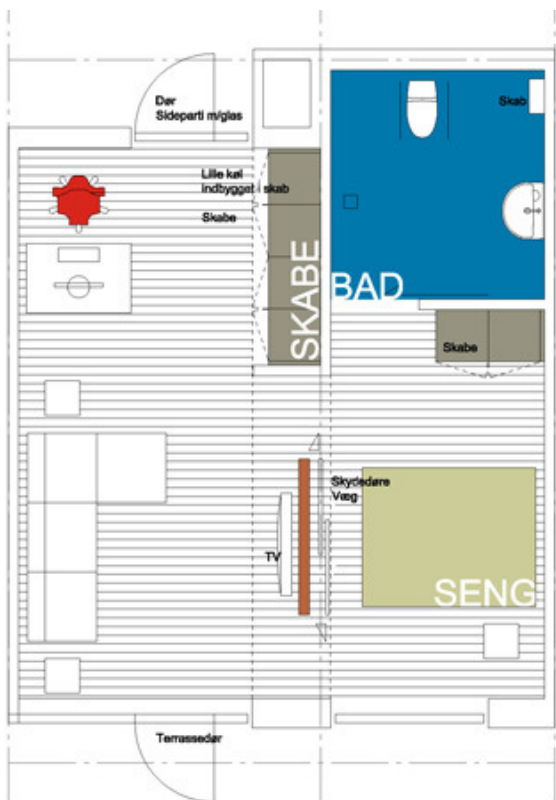 Dør
Sideparti m/glas
Skab
Lille køl
indbygget i skab
Skabe
SKABE
BAD
Skabe
Skydedøre
Væg
TV
SENG
Terrassedør